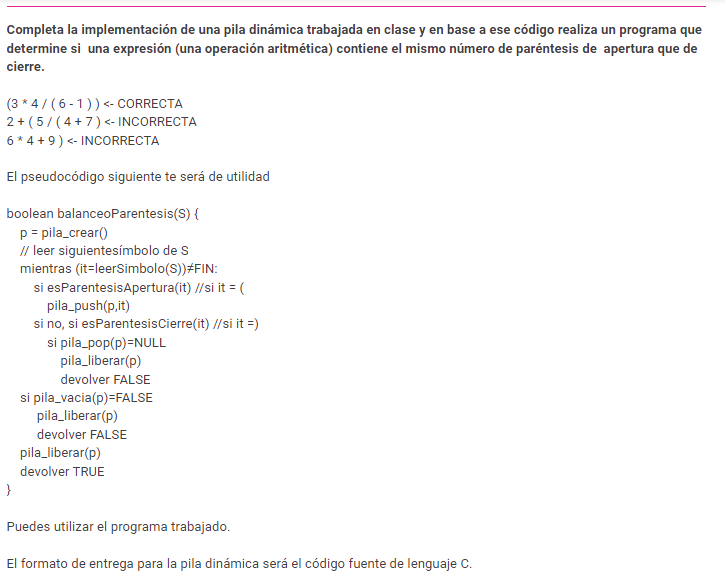 Completa la implementación de una pila dinámica trabajada en clase y en base a ese código realiza un programa que
determine si una expresión (una operación aritmética) contiene el mismo número de paréntesis de apertura que de
cierre.
(3 * 4 / ( 6 - 1 ) ) <- CORRECTA
2 + ( 5 / ( 4 + 7 ) <- INCORRECTA
6 * 4 + 9 ) <- INCORRECTA
El pseudocódigo siguiente te será de utilidad
boolean balanceoParentesis(S) {
p = pila_crear()
// leer siguientesímbolo de S
mientras (it=leerSimbolo(S))≠FIN:
si esParentesisApertura(it) //si it = (
pila_push(p,it)
si no, si esParentesisCierre(it) //si it =)
si pila_pop(p)=NULL
pila_liberar(p)
devolver FALSE
si pila_vacia(p)=FALSE
pila_liberar(p)
devolver FALSE
pila_liberar(p)
devolver TRUE
}
Puedes utilizar el programa trabajado.
El formato de entrega para la pila dinámica será el código fuente de lenguaje C.